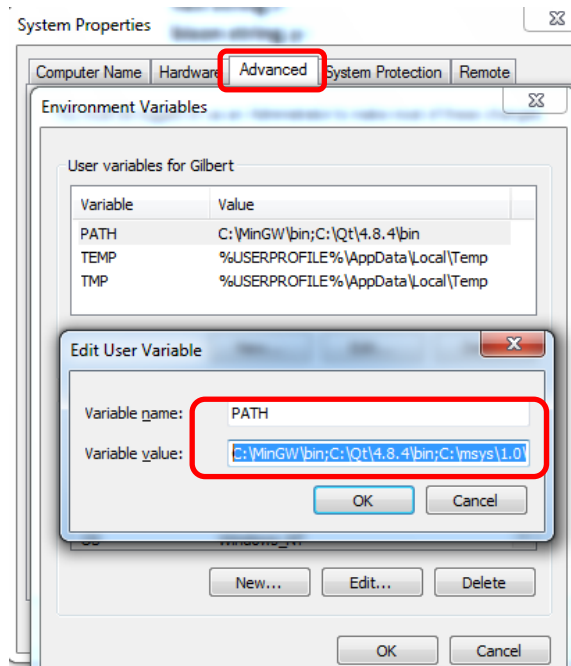 System Properties
Computer Name Hardware Advanced System Protection Remote
Environment Variables
User variables for Gilbert
Variable Value
PATH C:\MinGW\bin;C:\Qt\4.8.4\bin
TEMP %USERPROFILE%\AppData\Local\Temp
TMP %USERPROFILE%\AppData\Local\Temp
Edit User Variable
Variable name: PATH
Variable value: C:\MinGW\bin;C:\Qt\4.8.4\bin;C:\msys\1.0\
OK Cancel
New... Edit... Delete
OK Cancel